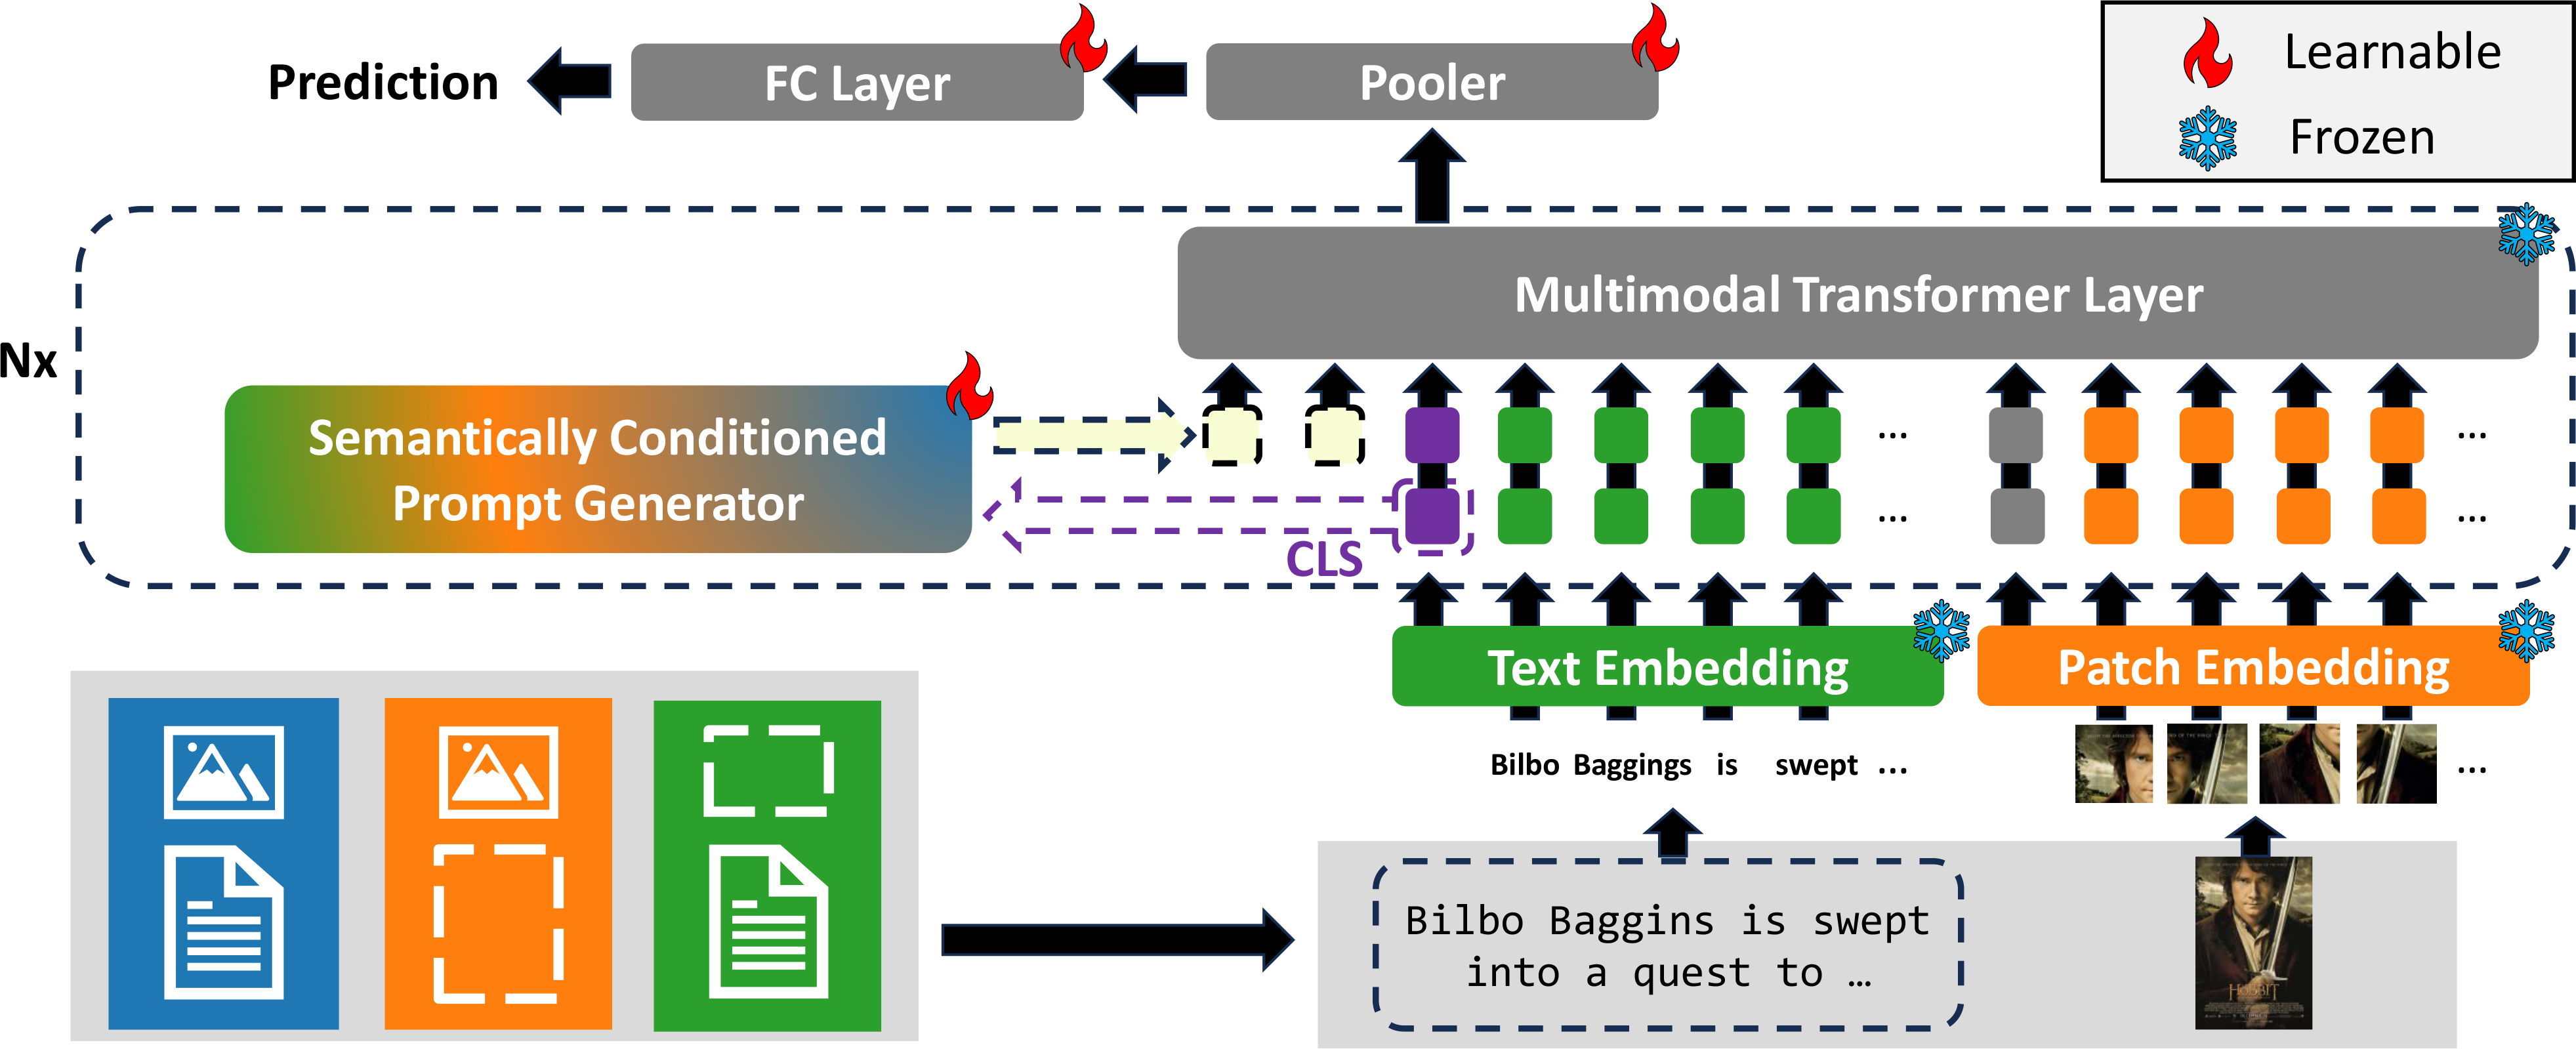 Prediction
FC Layer
Pooler
Learnable
Frozen
Multimodal Transformer Layer
Nx
Semantically Conditioned
Prompt Generator
...
...
...
...
CLS
Text Embedding
Patch Embedding
Bilbo Baggings is swept ...
...
Bilbo Baggins is swept
into a quest to …
HOBBIT